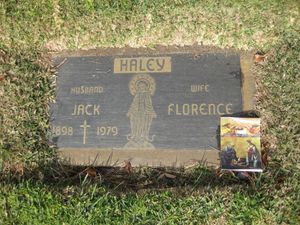 HALEY
HUSBAND WIFE
JACK FLORENCE
1898 1979